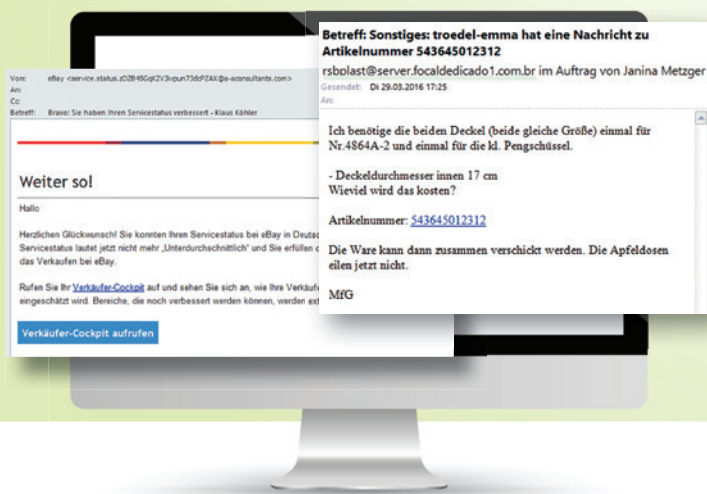 Von: eBay
An:
Cc:
Betreff: Bravo! Sie haben Ihren Servicestatus verbessert - Klaus Köhler
Weiter so!
Hallo
Herzlichen Glückwunsch! Sie konnten Ihren Servicestatus bei eBay in Deutsc
Servicestatus lautet jetzt nicht mehr „Unterdurchschnittlich“ und Sie erfüllen
das Verkaufen bei eBay.
Rufen Sie Ihr Verkäufer-Cockpit auf und sehen Sie sich an, wie Ihre Verkäufe
eingeschätzt wird. Bereiche, die noch verbessert werden können, werden ext
Verkäufer-Cockpit aufrufen
Betreff: Sonstiges: troedel-emma hat eine Nachricht zu
Artikelnummer 543645012312
rsbolast@server.focaldedicado1.com.br im Auftrag von Janina Metzger
Gesendet: Di 29.03.2016 17:25
An:
Ich benötige die beiden Deckel (beide gleiche Größe) einmal für
Nr.4864A-2 und einmal für die kl. Pengschüssel.
- Deckeldurchmesser innen 17 cm
Wieviel wird das kosten?
Artikelnummer: 543645012312
Die Ware kann dann zusammen verschickt werden. Die Apfeldosen
eilen jetzt nicht.
MfG